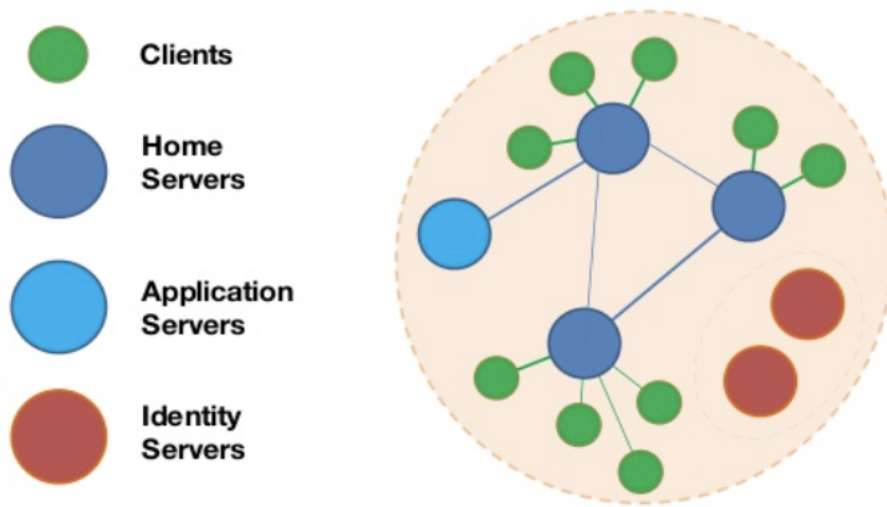 Clients
Home
Servers
Application
Servers
Identity
Servers